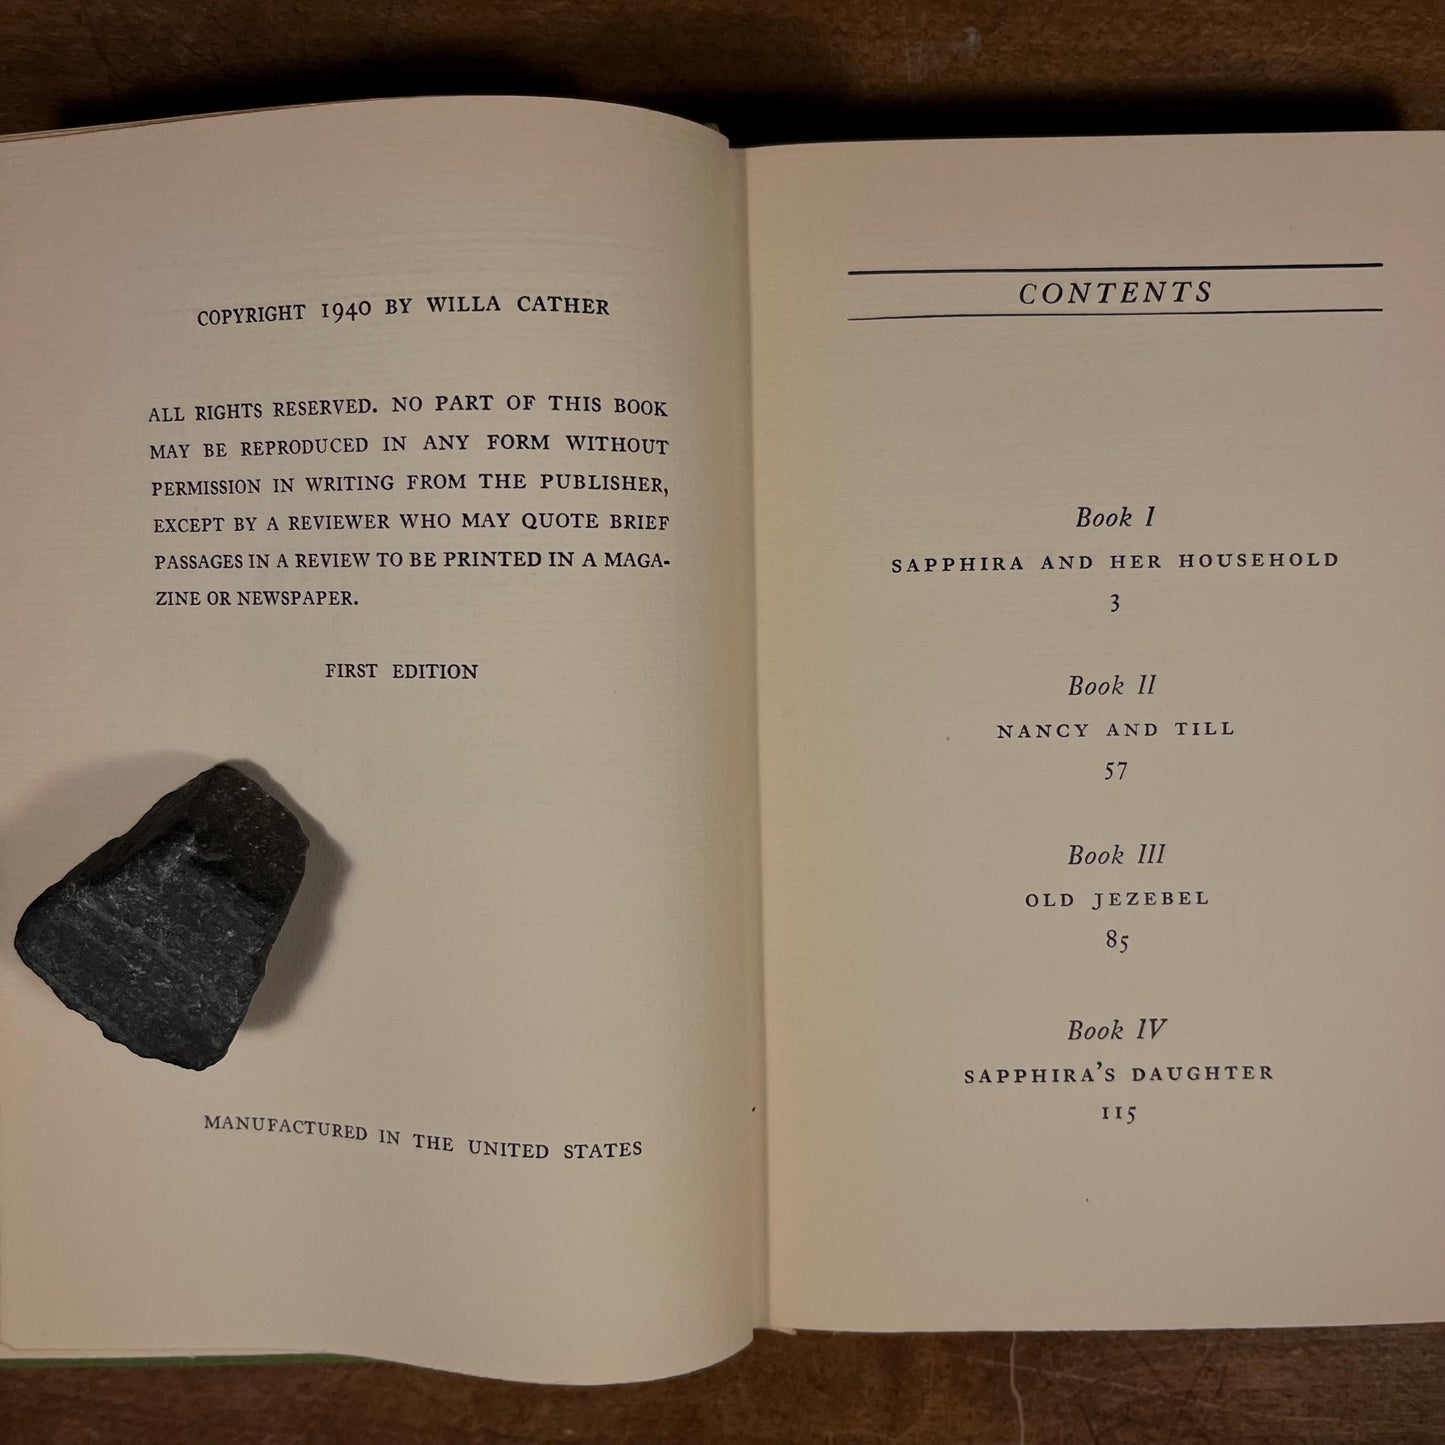 COPYRIGHT 1940 BY WILLA CATHER
ALL RIGHTS RESERVED. NO PART OF THIS BOOK
MAY BE REPRODUCED IN ANY FORM WITHOUT
PERMISSION IN WRITING FROM THE PUBLISHER,
EXCEPT BY A REVIEWER WHO MAY QUOTE BRIEF
PASSAGES IN A REVIEW TO BE PRINTED IN A MAGA-
ZINE OR NEWSPAPER.
FIRST EDITION
MANUFACTURED IN THE UNITED STATES
CONTENTS
Book I
SAPPHIRA AND HER HOUSEHOLD
3
Book II
NANCY AND TILL
57
Book III
OLD JEZEBEL
85
Book IV
SAPPHIRA'S DAUGHTER
115